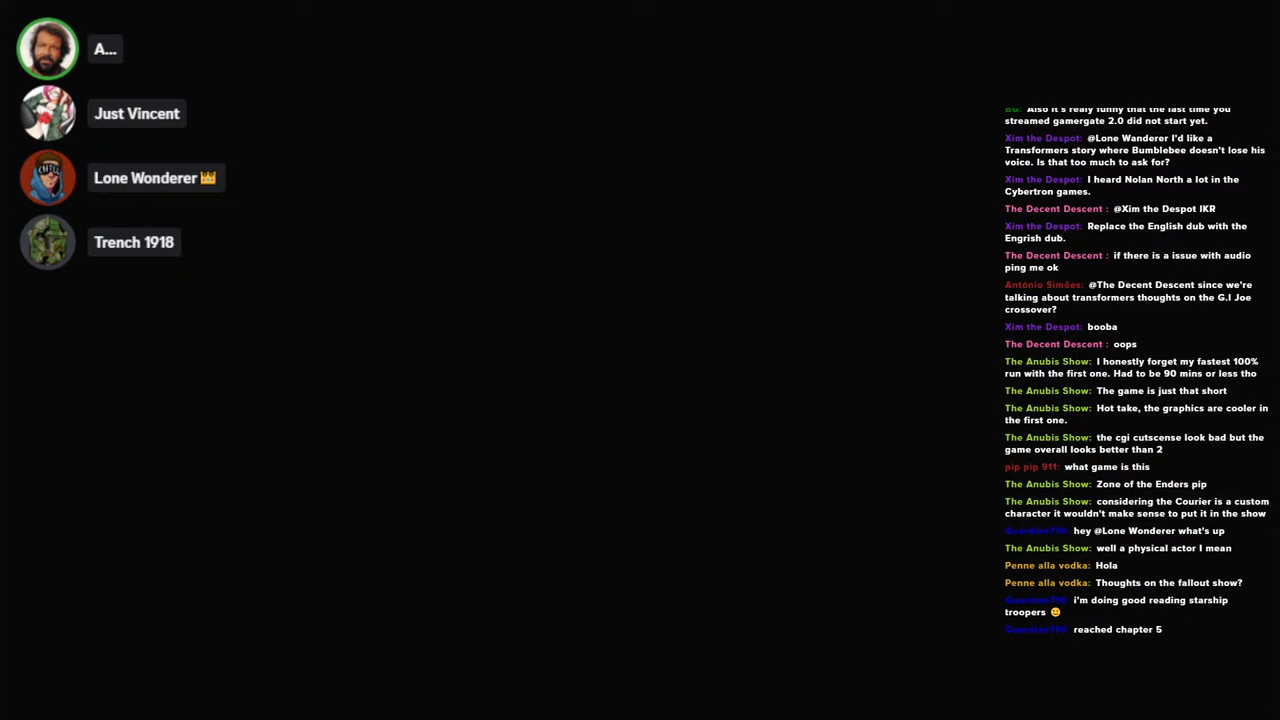 A...
Just Vincent
Lone Wonderer
Trench 1918
BG: Also it's realy funny that the last time you
streamed gamergate 2.0 did not start yet.
Xim the Despot: @Lone Wanderer I'd like a
Transformers story where Bumblebee doesn't lose his
voice. Is that too much to ask for?
Xim the Despot: I heard Nolan North a lot in the
Cybertron games.
The Decent Descent : @Xim the Despot IKR
Xim the Despot: Replace the English dub with the
Engrish dub.
The Decent Descent : if there is a issue with audio
ping me ok
António Simões: @The Decent Descent since we're
talking about transformers thoughts on the G.I Joe
crossover?
Xim the Despot: booba
The Decent Descent : oops
The Anubis Show: I honestly forget my fastest 100%
run with the first one. Had to be 90 mins or less tho
The Anubis Show: The game is just that short
The Anubis Show: Hot take, the graphics are cooler in
the first one.
The Anubis Show: the cgi cutscense look bad but the
game overall looks better than 2
pip pip 911: what game is this
The Anubis Show: Zone of the Enders pip
The Anubis Show: considering the Courier is a custom
character it wouldn't make sense to put it in the show
Guardian710: hey @Lone Wonderer what's up
The Anubis Show: well a physical actor I mean
Penne alla vodka: Hola
Penne alla vodka: Thoughts on the fallout show?
Guardian710: i'm doing good reading starship
troopers
Guardian710: reached chapter 5